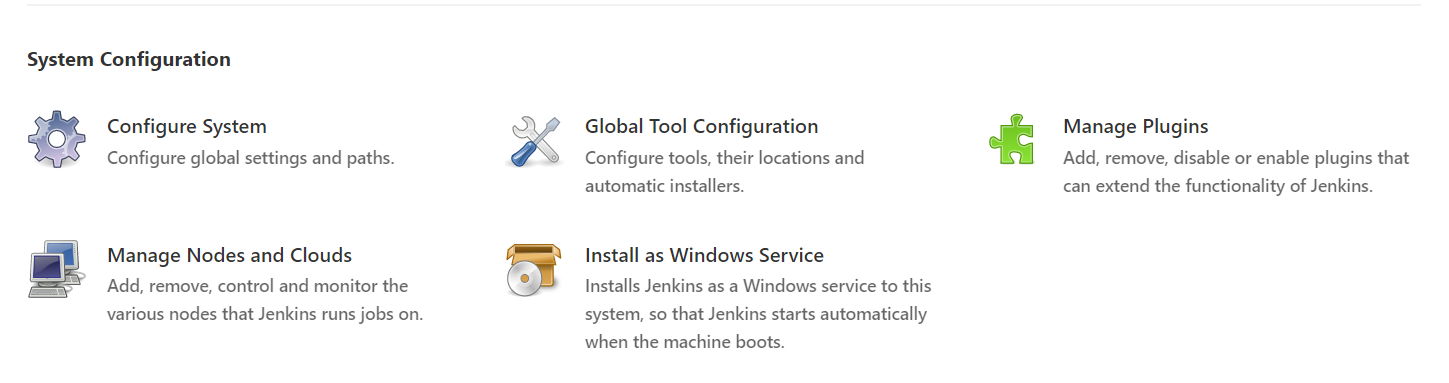 System Configuration
Configure System
Configure global settings and paths.
Global Tool Configuration
Configure tools, their locations and
automatic installers.
Manage Plugins
Add, remove, disable or enable plugins that
can extend the functionality of Jenkins.
Manage Nodes and Clouds
Add, remove, control and monitor the
various nodes that Jenkins runs jobs on.
Install as Windows Service
Installs Jenkins as a Windows service to this
system, so that Jenkins starts automatically
when the machine boots.